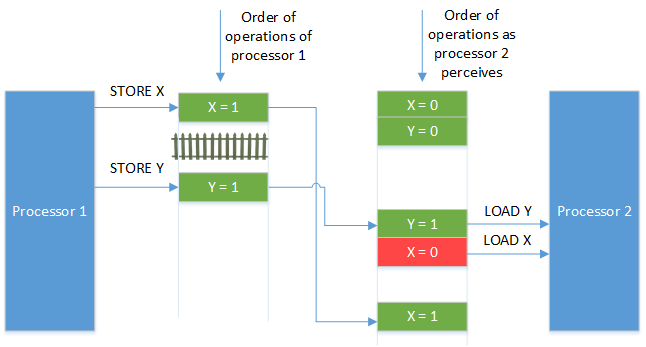 Order of
operations of
processor 1
Order of
operations as
processor 2
perceives
STORE X
X = 1
X = 0
Y = 0
STORE Y
Y = 1
Processor 1
Y = 1
LOAD Y
Processor 2
X = 0
LOAD X
X = 1